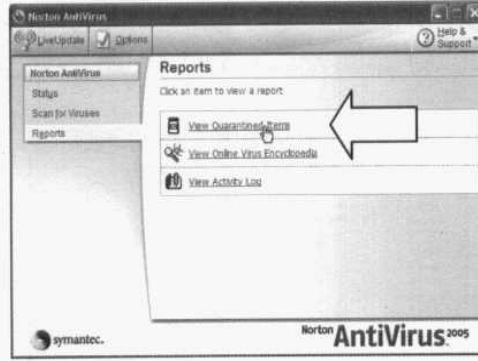 Norton AntiVirus
LiveUpdate
Options
Help &
Support
Norton AntiVirus
Status
Scan for Viruses
Reports
Reports
Click an item to view a report
View Quarantined Items
View Online Virus Encyclopedia
View Activity Log
symantec.
Norton AntiVirus 2005